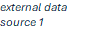 external data
source 1